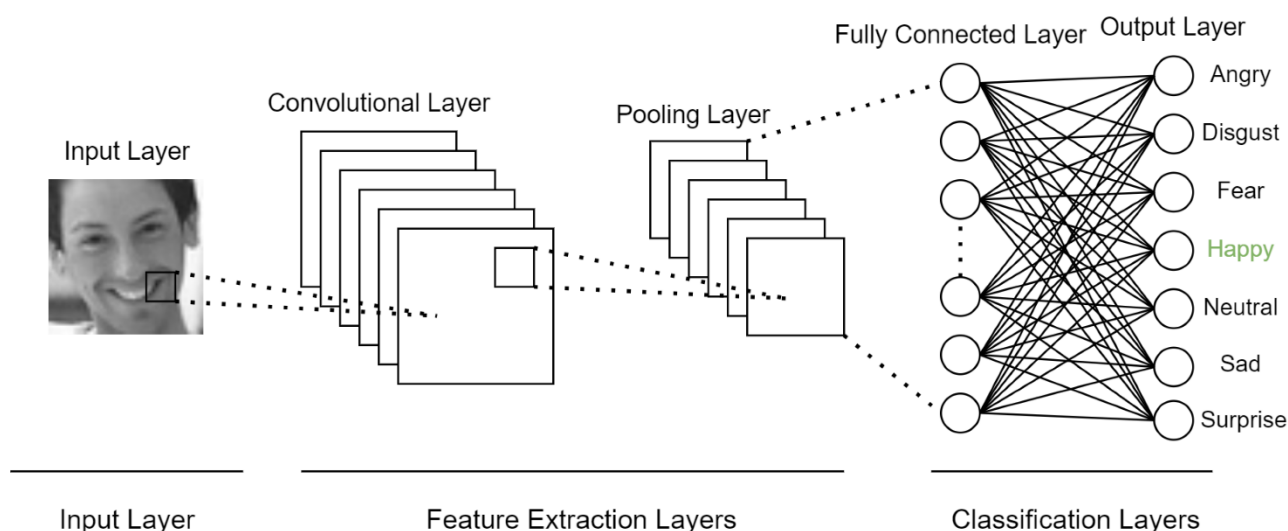 Input Layer
Convolutional Layer
Pooling Layer
Fully Connected Layer
Output Layer
Angry
Disgust
Fear
Happy
Neutral
Sad
Surprise
Input Layer
Feature Extraction Layers
Classification Layers